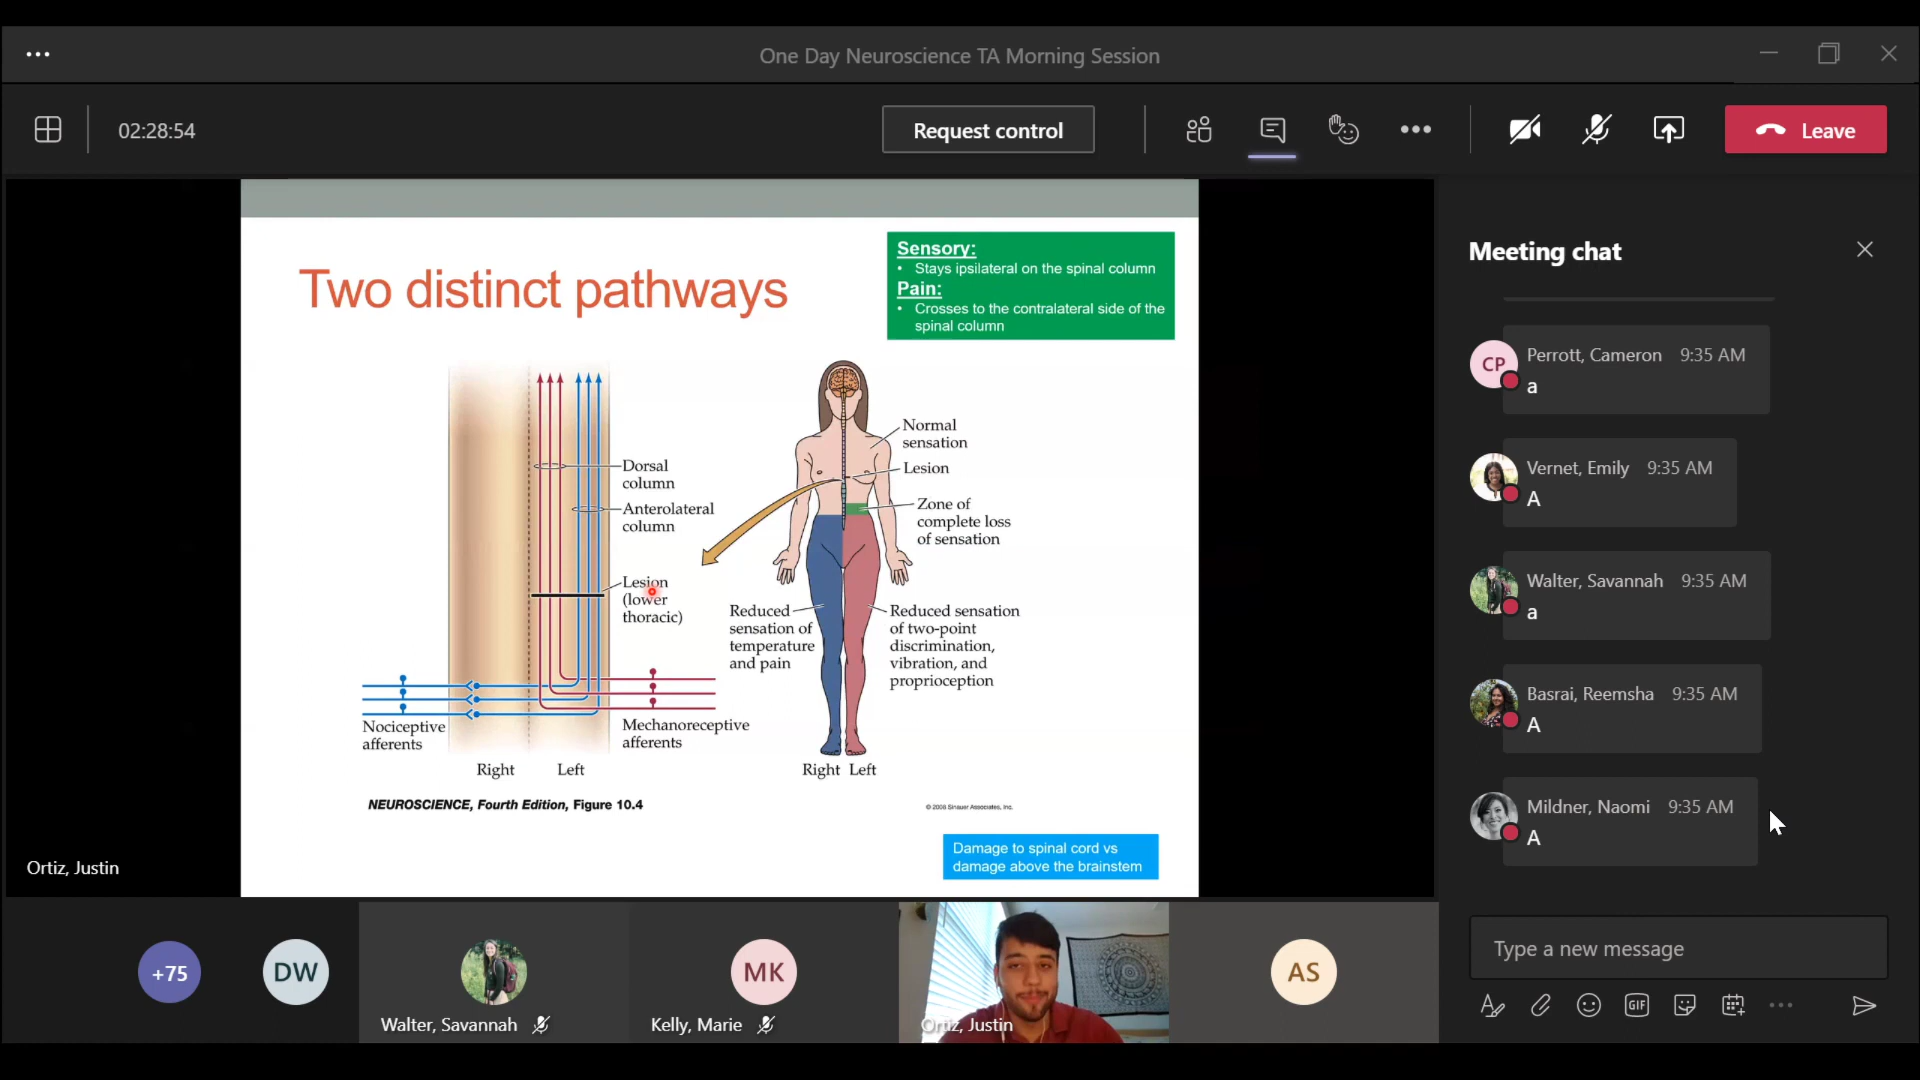 One Day Neuroscience TA Morning Session
02:28:54
Request control
Leave
Two distinct pathways
Sensory:
• Stays ipsilateral on the spinal column
Pain:
• Crosses to the contralateral side of the
spinal column
Dorsal
column
Anterolateral
column
Lesion
(lower
thoracic)
Nociceptive
afferents
Mechanoreceptive
afferents
Right Left
Normal
sensation
Lesion
Zone of
complete loss
of sensation
Reduced
sensation of
temperature
and pain
Reduced sensation
of two-point
discrimination,
vibration, and
proprioception
Right Left
NEUROSCIENCE, Fourth Edition, Figure 10.4
© 2008 Sinauer Associates, Inc.
Damage to spinal cord vs
damage above the brainstem
Ortiz, Justin
+75
DW
Walter, Savannah
MK
Kelly, Marie
Ortiz, Justin
AS
Meeting chat
CP
Perrott, Cameron 9:35 AM
a
Vernet, Emily 9:35 AM
A
Walter, Savannah 9:35 AM
a
Basrai, Reemsha 9:35 AM
A
Mildner, Naomi 9:35 AM
A
Type a new message
GIF